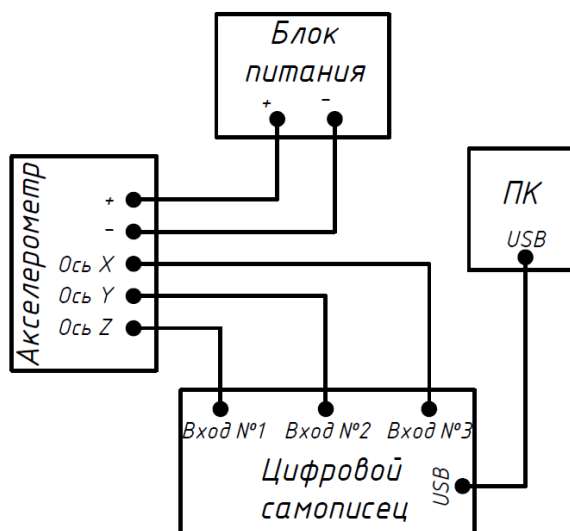 Блок
питания
+ -
Акселерометр
+
-
Ось X
Ось Y
Ось Z
ПК
USB
Вход №1 Вход №2 Вход №3
Цифровой
самописец
USB